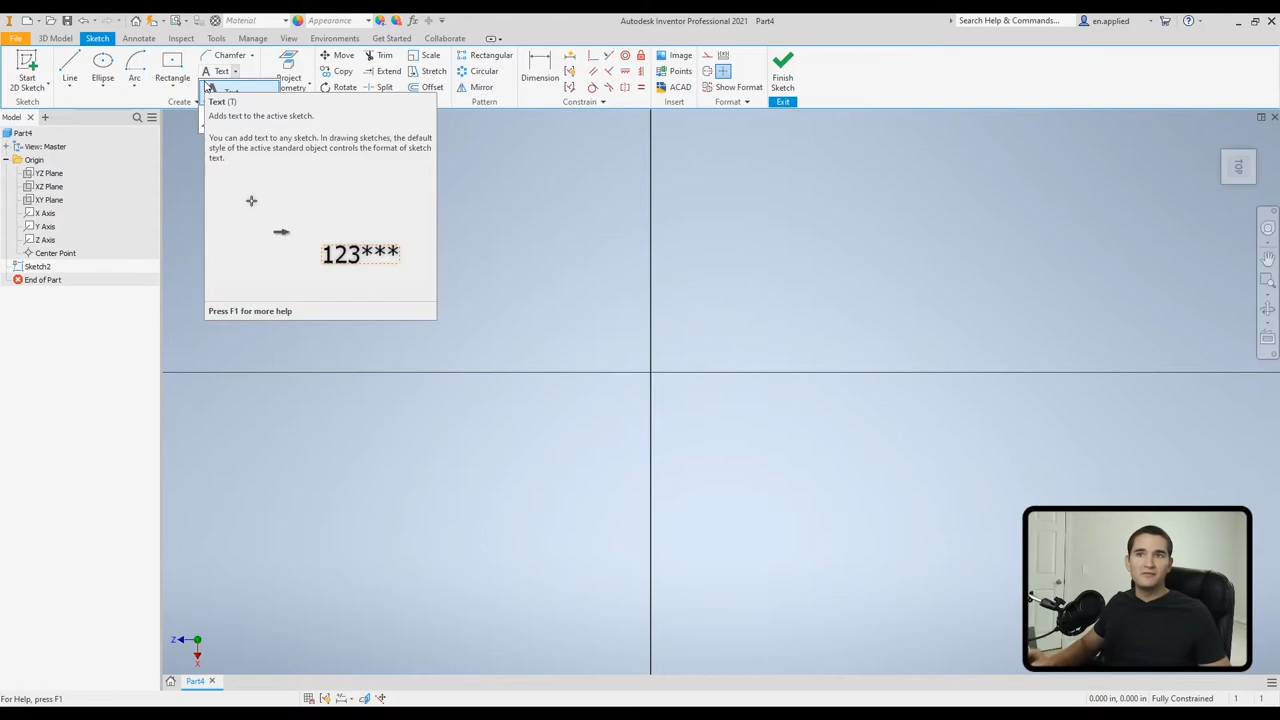 Material
Appearance
Autodesk Inventor Professional 2021 Part4
Search Help & Commands...
en.applied
File
3D Model
Sketch
Annotate
Inspect
Tools
Manage
View
Environments
Get Started
Collaborate
Start
2D Sketch
Line
Ellipse
Arc
Rectangle
Chamfer
A Text
Project
Move
Trim
Scale
Copy
Extend
Stretch
Rotate
Split
Offset
Rectangular
Circular
Mirror
Dimension
Image
Points
ACAD
Show Format
Finish
Sketch
Sketch
Create
Pattern
Constrain
Insert
Format
Exit
Model
Part4
View: Master
Origin
YZ Plane
XZ Plane
XY Plane
X Axis
Y Axis
Z Axis
Center Point
Sketch2
End of Part
Text (T)
Adds text to the active sketch.
You can add text to any sketch. In drawing sketches, the default
style of the active standard object controls the format of sketch
text.
123***
Press F1 for more help
TOP
Z
X
Part4
For Help, press F1
0.000 in, 0.000 in
Fully Constrained
1
1